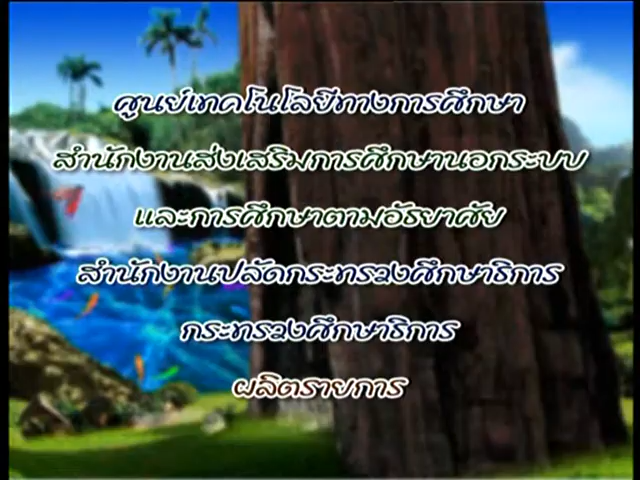 ศูนย์เทคโนโลยีทางการศึกษา
สำนักงานส่งเสริมการศึกษานอกระบบ
และการศึกษาตามอัธยาศัย
สำนักงานปลัดกระทรวงศึกษาธิการ
กระทรวงศึกษาธิการ
ผลิตรายการ